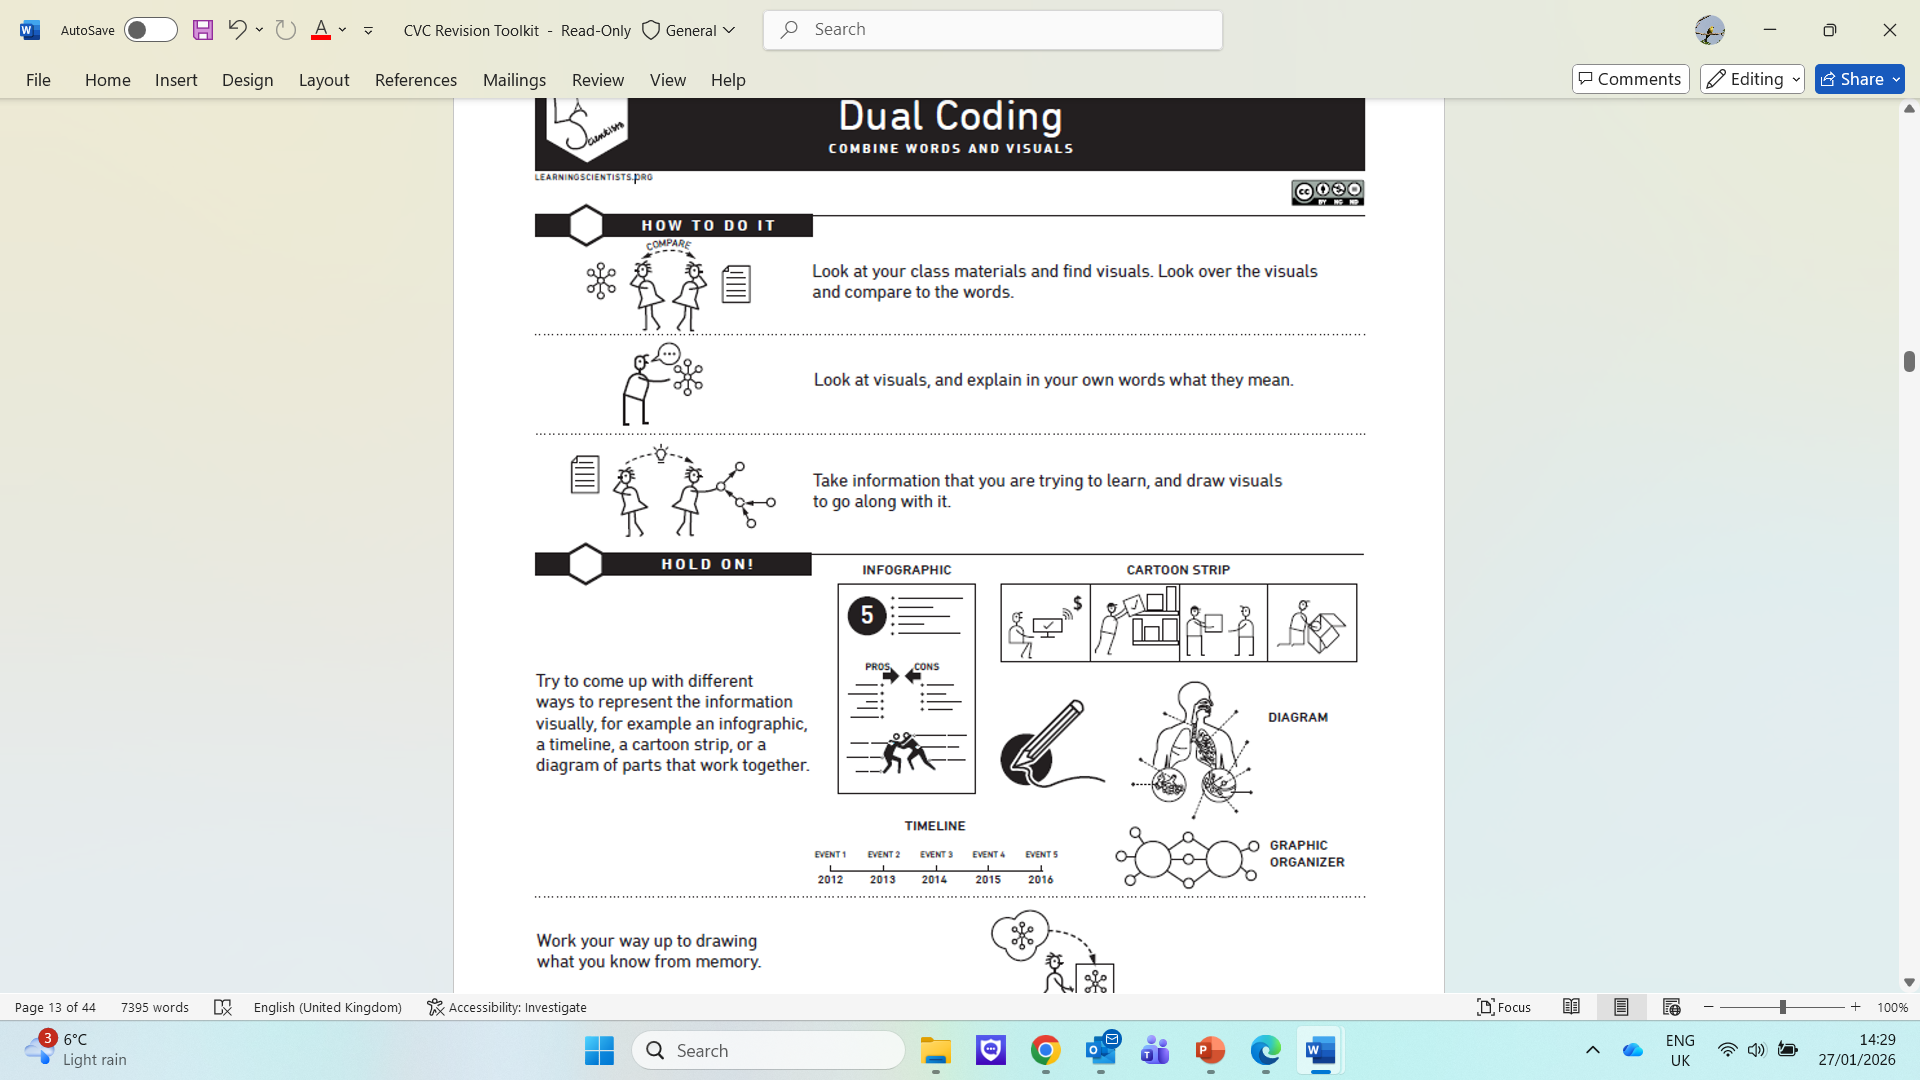 AutoSave
CVC Revision Toolkit - Read-Only
General
Search
File Home Insert Design Layout References Mailings Review View Help
Comments Editing Share
Scientists
Dual Coding
COMBINE WORDS AND VISUALS
LEARNINGSCIENTISTS.ORG
CC BY NC ND
HOW TO DO IT
COMPARE
Look at your class materials and find visuals. Look over the visuals
and compare to the words.
Look at visuals, and explain in your own words what they mean.
Take information that you are trying to learn, and draw visuals
to go along with it.
HOLD ON!
INFOGRAPHIC
CARTOON STRIP
5
$
PROS CONS
Try to come up with different
ways to represent the information
visually, for example an infographic,
a timeline, a cartoon strip, or a
diagram of parts that work together.
DIAGRAM
TIMELINE
EVENT 1 EVENT 2 EVENT 3 EVENT 4 EVENT 5
2012 2013 2014 2015 2016
GRAPHIC
ORGANIZER
Work your way up to drawing
what you know from memory.
Page 13 of 44 7395 words English (United Kingdom) Accessibility: Investigate
Focus 100%
3
6°C
Light rain
Search
ENG
UK
14:29
27/01/2026